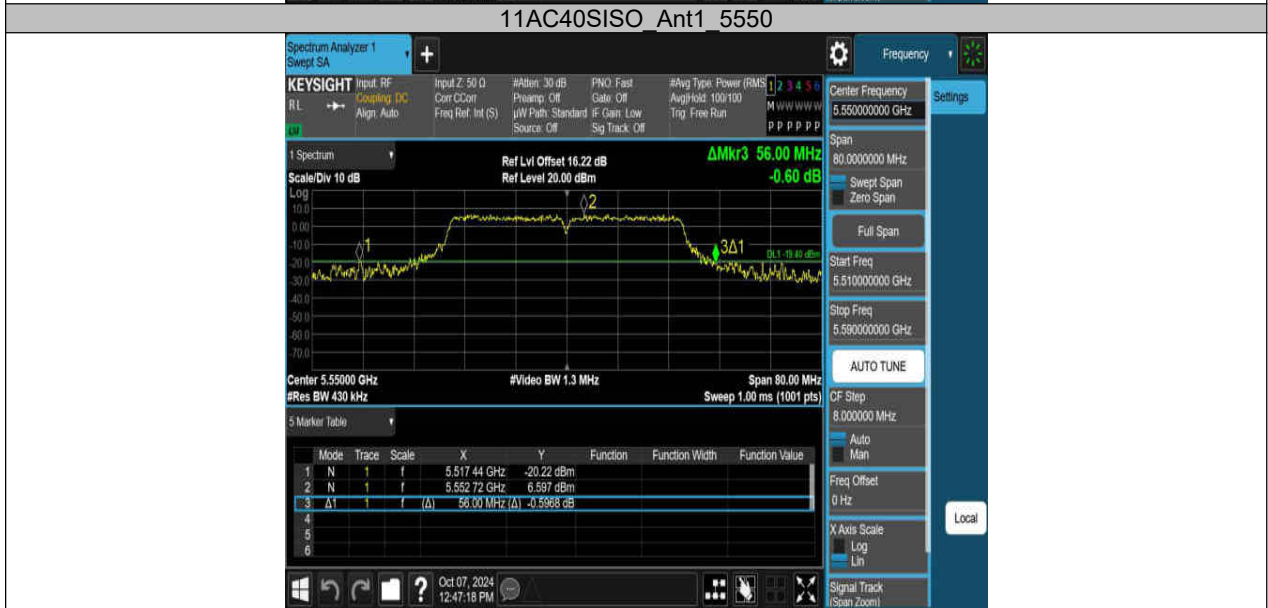 11AC40SISO_Ant1_5550
Spectrum Analyzer 1
Swept SA
+
Frequency
KEYSIGHT
RL
Input: RF
Coupling: DC
Align: Auto
Input Z: 50 Ω
Corr CCorr
Freq Ref: Int (S)
#Atten: 30 dB
Preamp: Off
µW Path: Standard
Source: Off
PNO: Fast
Gate: Off
IF Gain: Low
Sig Track: Off
#Avg Type: Power (RMS
Avg|Hold: 100/100
Trig: Free Run
1 2 3 4 5 6
M W W W W W
P P P P P P
1 Spectrum
Scale/Div 10 dB
Ref Lvl Offset 16.22 dB
Ref Level 20.00 dBm
ΔMkr3 56.00 MHz
-0.60 dB
Log
10.0
0.00
-10.0
-20.0
-30.0
-40.0
-50.0
-60.0
-70.0
1
2
3Δ1
DL1 -19.40 dBm
Center 5.55000 GHz
#Res BW 430 kHz
#Video BW 1.3 MHz
Span 80.00 MHz
Sweep 1.00 ms (1001 pts)
5 Marker Table
Mode Trace Scale X Y Function Function Width Function Value
1 N 1 f 5.517 44 GHz -20.22 dBm
2 N 1 f 5.552 72 GHz 6.597 dBm
3 Δ1 1 f (Δ) 56.00 MHz (Δ) -0.5968 dB
4
5
6
?
Oct 07, 2024
12:47:18 PM
Center Frequency
5.550000000 GHz
Settings
Span
80.0000000 MHz
Swept Span
Zero Span
Full Span
Start Freq
5.510000000 GHz
Stop Freq
5.590000000 GHz
AUTO TUNE
CF Step
8.000000 MHz
Auto
Man
Freq Offset
0 Hz
X Axis Scale
Log
Lin
Local
Signal Track
(Span Zoom)